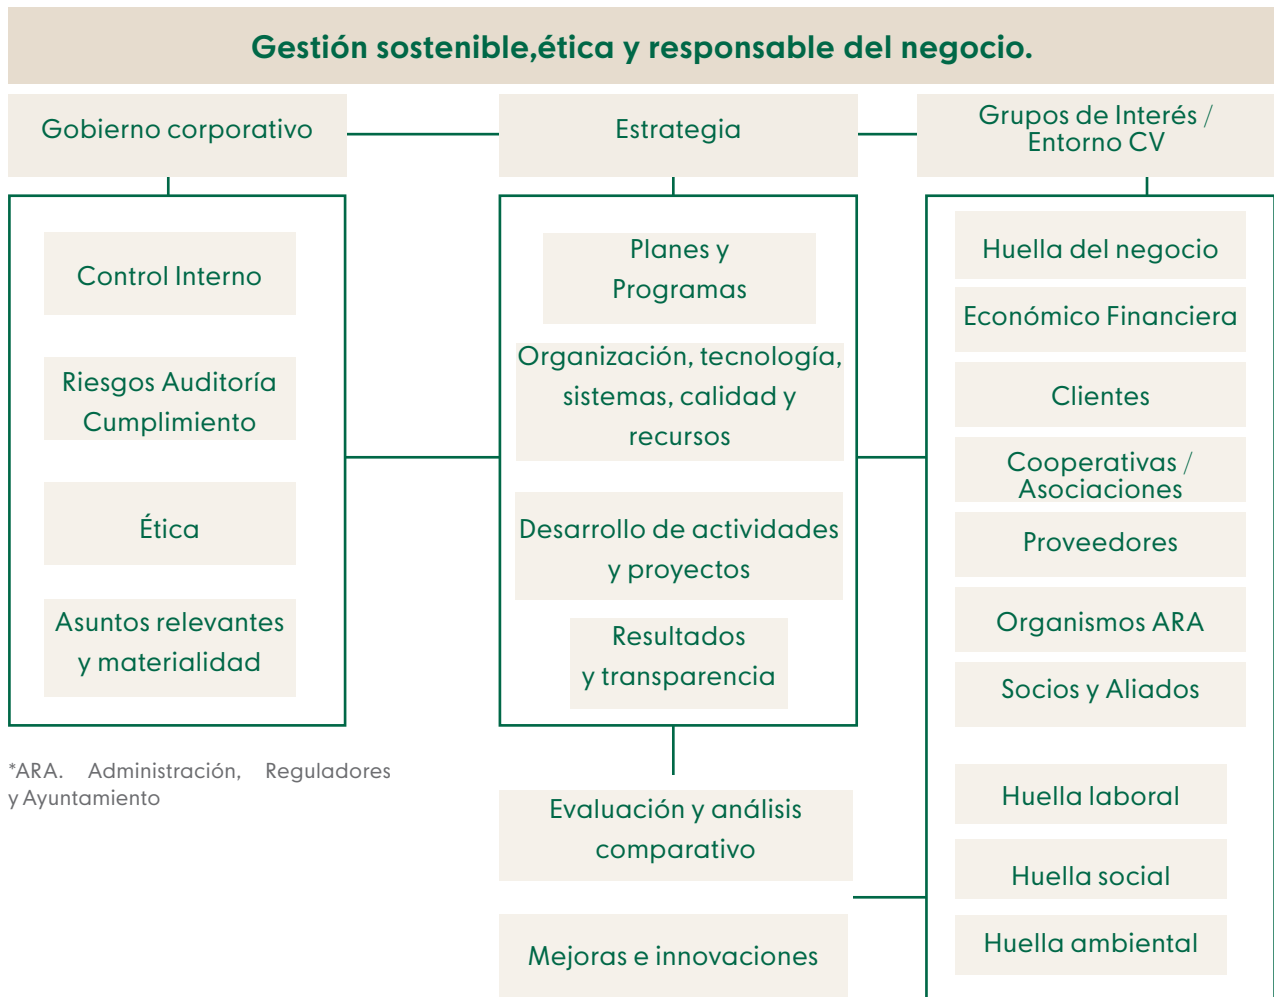 Gestión sostenible,ética y responsable del negocio.
Gobierno corporativo
Estrategia
Grupos de Interés /
Entorno CV
Control Interno
Riesgos Auditoría
Cumplimiento
Ética
Asuntos relevantes
y materialidad
*ARA. Administración, Reguladores
y Ayuntamiento
Planes y
Programas
Organización, tecnología,
sistemas, calidad y
recursos
Desarrollo de actividades
y proyectos
Resultados
y transparencia
Evaluación y análisis
comparativo
Mejoras e innovaciones
Huella del negocio
Económico Financiera
Clientes
Cooperativas /
Asociaciones
Proveedores
Organismos ARA
Socios y Aliados
Huella laboral
Huella social
Huella ambiental